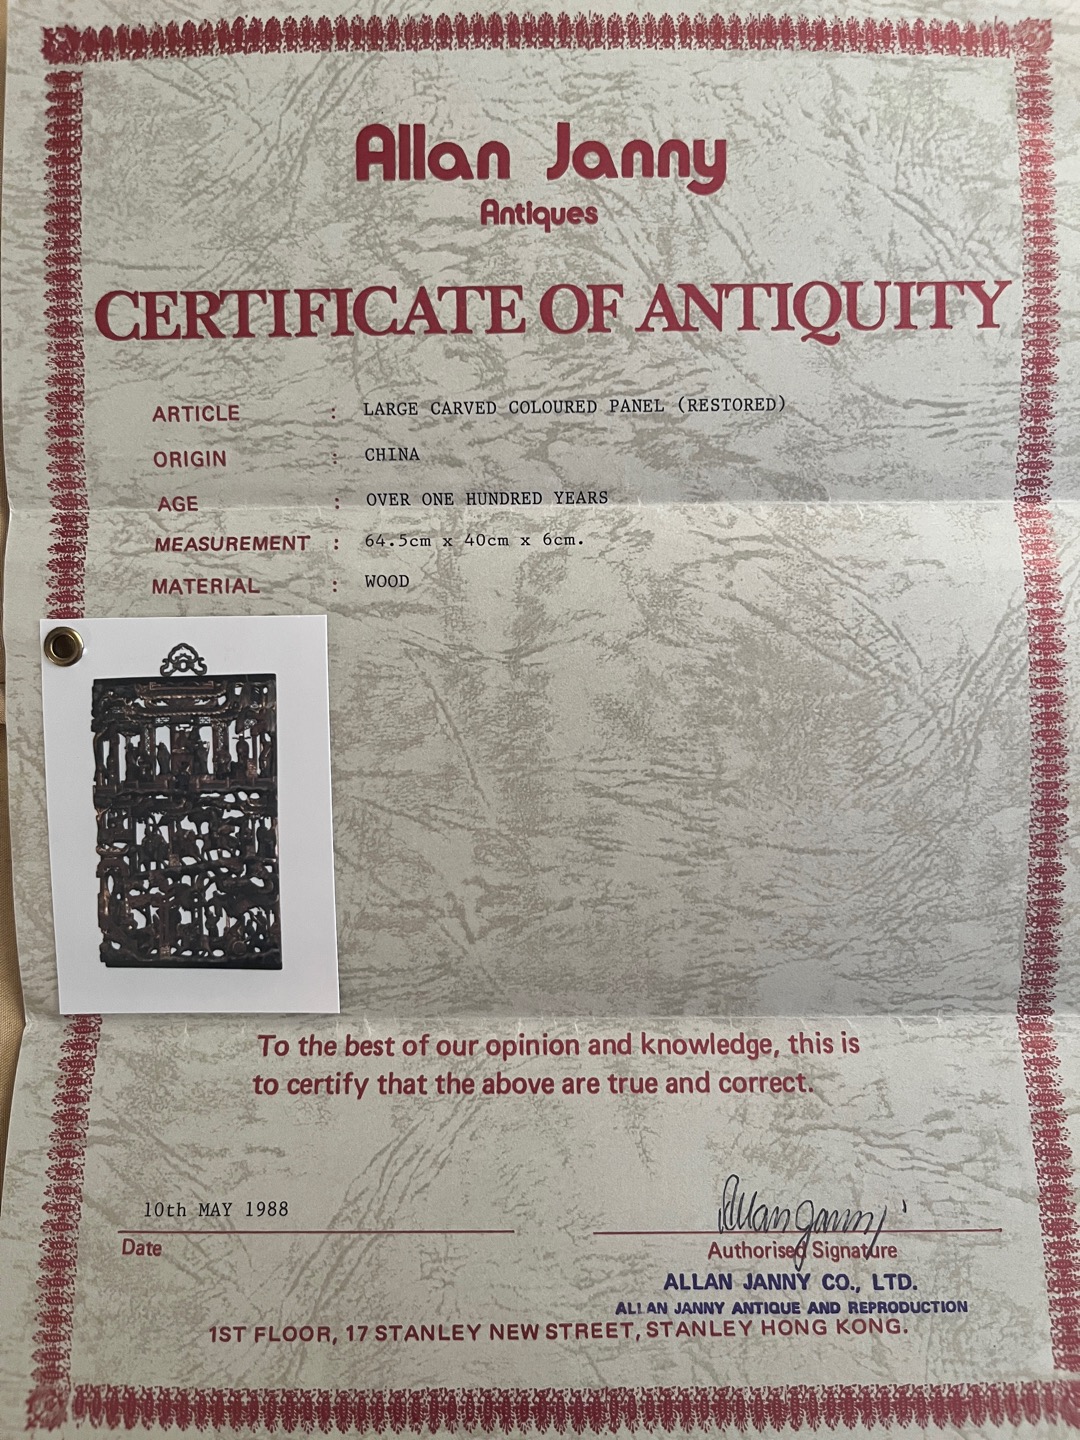 Allan Janny
Antiques
CERTIFICATE OF ANTIQUITY
ARTICLE : LARGE CARVED COLOURED PANEL (RESTORED)
ORIGIN : CHINA
AGE : OVER ONE HUNDRED YEARS
MEASUREMENT : 64.5cm x 40cm x 6cm.
MATERIAL : WOOD
To the best of our opinion and knowledge, this is
to certify that the above are true and correct.
10th MAY 1988
Allan Janny
Date
Authorised Signature
ALLAN JANNY CO., LTD.
ALLAN JANNY ANTIQUE AND REPRODUCTION
1ST FLOOR, 17 STANLEY NEW STREET, STANLEY HONG KONG.